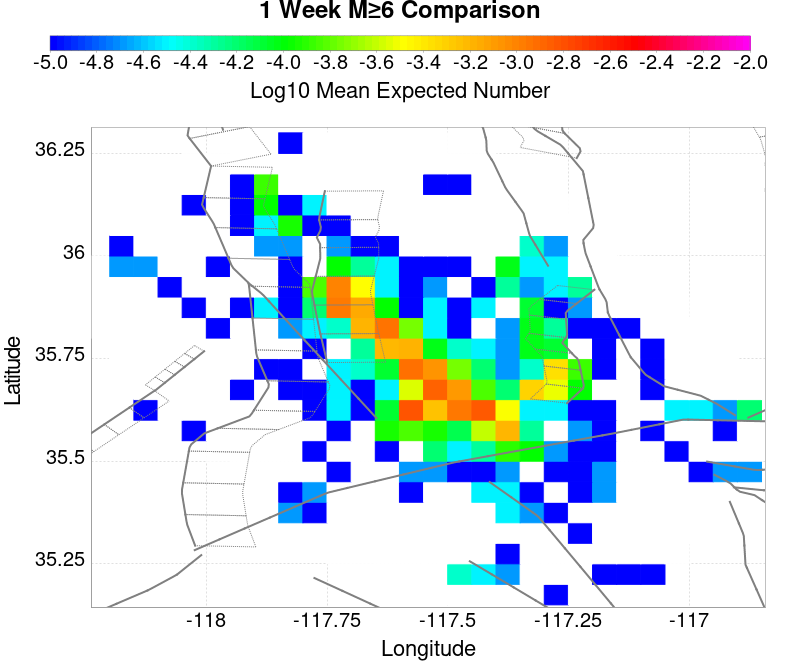 1 Week M≥6 Comparison
-5.0 -4.8 -4.6 -4.4 -4.2 -4.0 -3.8 -3.6 -3.4 -3.2 -3.0 -2.8 -2.6 -2.4 -2.2 -2.0
Log10 Mean Expected Number
36.25
36
35.75
35.5
35.25
Latitude
-118 -117.75 -117.5 -117.25 -117
Longitude